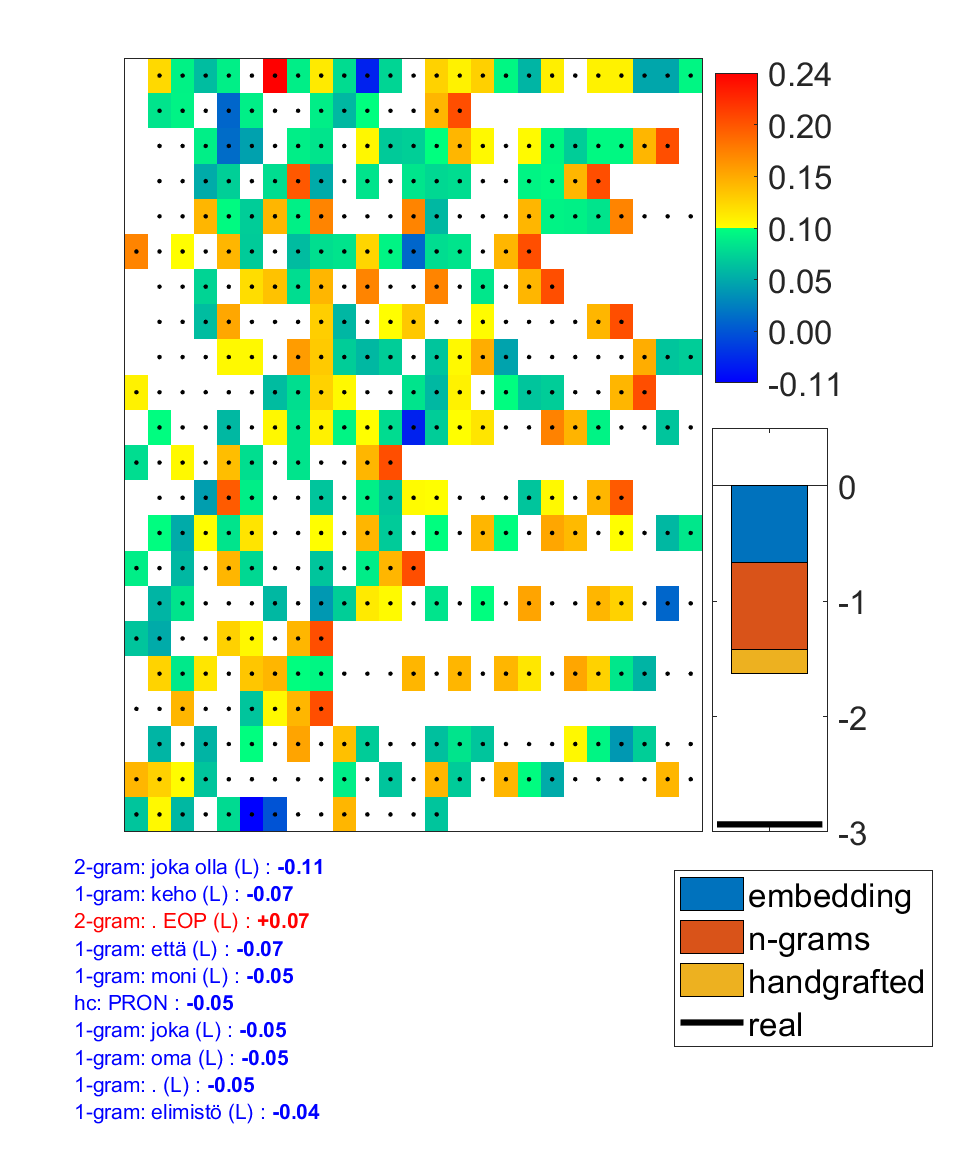 0.24
0.20
0.15
0.10
0.05
0.00
-0.11
0
-1
-2
-3
2-gram: joka olla (L) : -0.11
1-gram: keho (L) : -0.07
2-gram: . EOP (L) : +0.07
1-gram: että (L) : -0.07
1-gram: moni (L) : -0.05
hc: PRON : -0.05
1-gram: joka (L) : -0.05
1-gram: oma (L) : -0.05
1-gram: . (L) : -0.05
1-gram: elimistö (L) : -0.04
embedding
n-grams
handgrafted
real